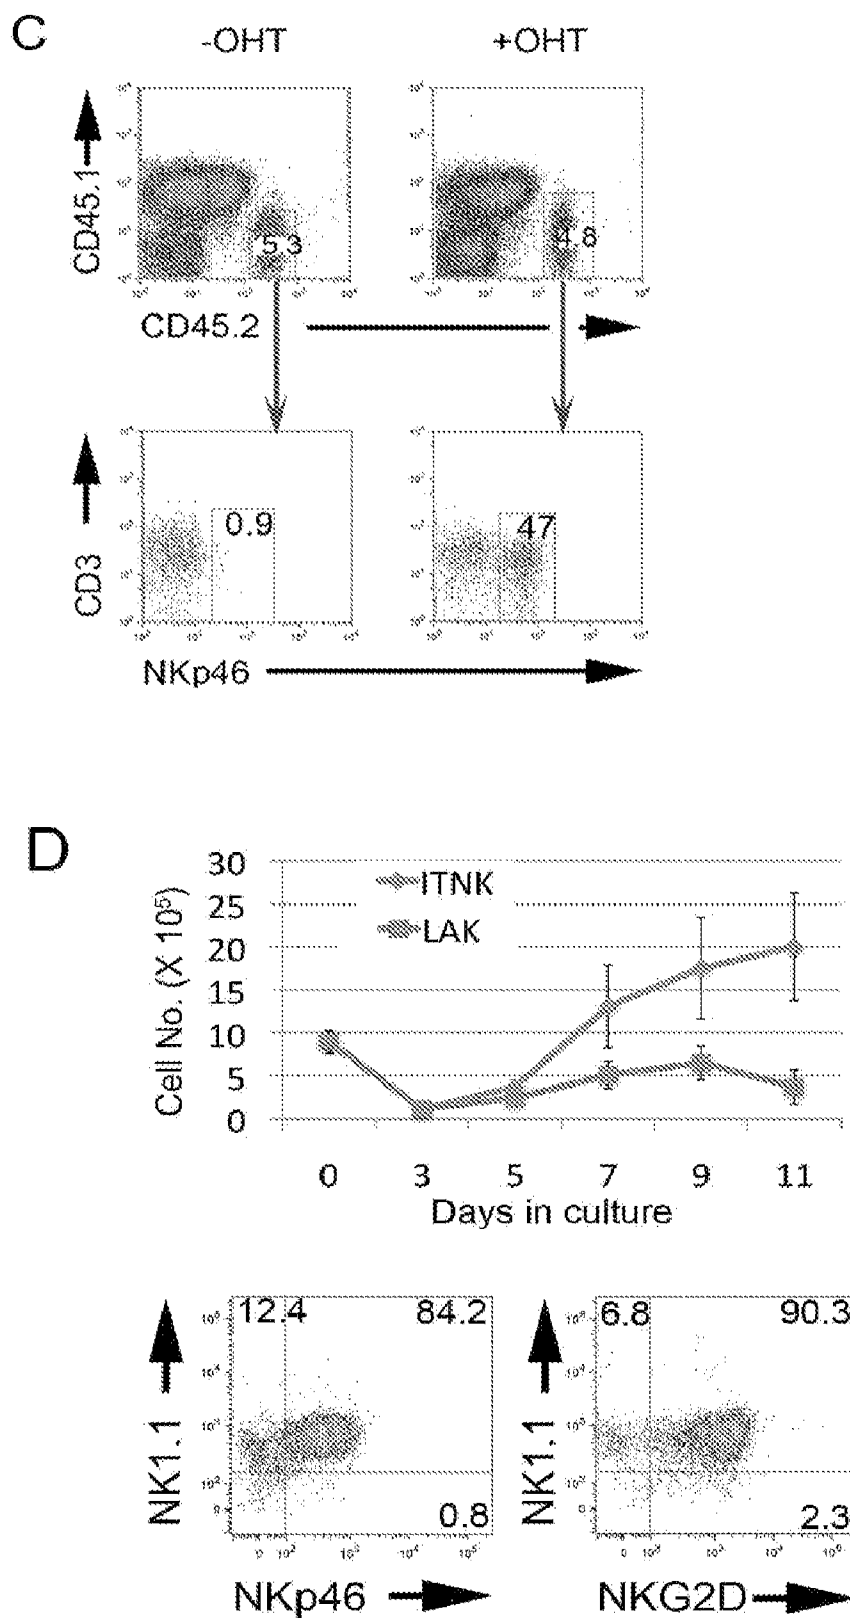 C
-OHT +OHT
CD45.1
5.3 4.8
CD45.2
CD3
0.9 47
NKp46
D
Cell No. (X 10⁵)
30
25
20
15
10
5
0
ITNK
LAK
0 3 5 7 9 11
Days in culture
NK1.1
12.4 84.2
0.8
NKp46
NK1.1
6.8 90.3
2.3
NKG2D